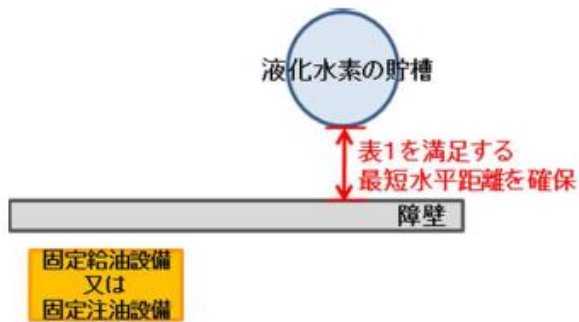 液化水素の貯槽
表1を満足する
最短水平距離を確保
障壁
固定給油設備
又は
固定注油設備